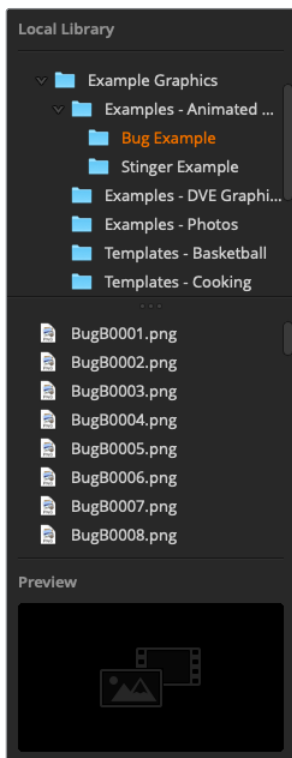 Local Library
Example Graphics
Examples - Animated ...
Bug Example
Stinger Example
Examples - DVE Graphi...
Examples - Photos
Templates - Basketball
Templates - Cooking
BugB0001.png
BugB0002.png
BugB0003.png
BugB0004.png
BugB0005.png
BugB0006.png
BugB0007.png
BugB0008.png
Preview